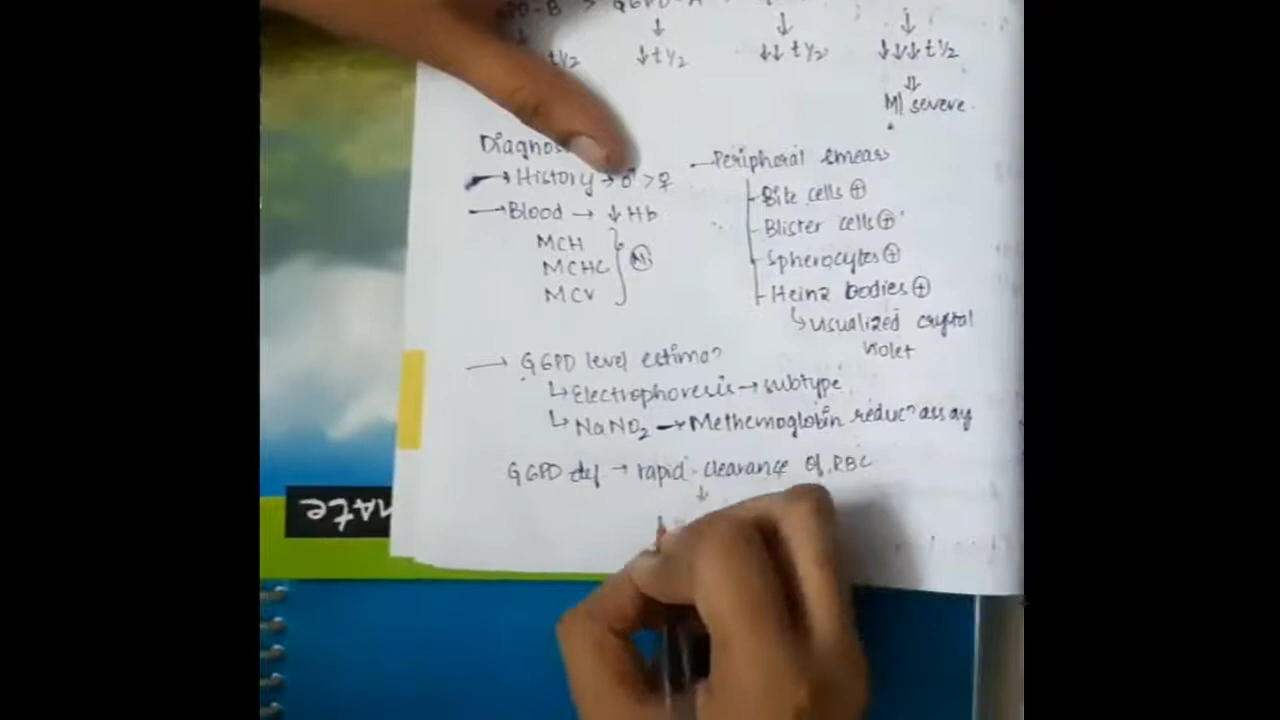 ↓ t½ ↓↓ t½ ↓↓↓ t½
⇓
M/ severe.
→ History → ♂ > ♀
→ Blood → ↓ Hb
MCH
MCHC
MCV
N
Peripheral smears
Bite cells ⊕
Blister cells ⊕
Spherocytes ⊕
Heinz bodies ⊕
↳ visualized crystal
violet
→ G6PD level estimaⁿ
↳ Electrophoresis → subtype
↳ NaNO2 → Methemoglobin reducⁿ assay
G6PD def → rapid clearance of RBC
↓